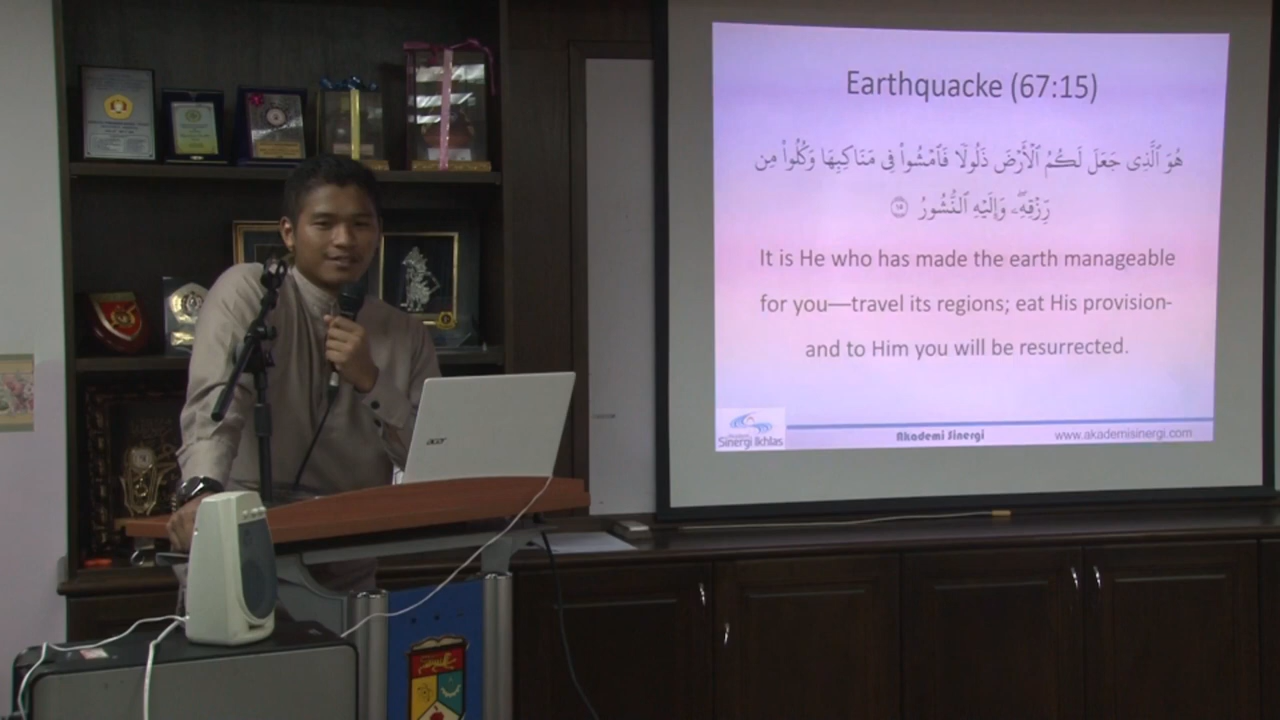 Earthquacke (67:15)
هُوَ ٱلَّذِى جَعَلَ لَكُمُ ٱلْأَرْضَ ذَلُولًا فَٱمْشُوا۟ فِى مَنَاكِبِهَا وَكُلُوا۟ مِن
رِّزْقِهِۦ ۖ وَإِلَيْهِ ٱلنُّشُورُ ١٥
It is He who has made the earth manageable
for you—travel its regions; eat His provision-
and to Him you will be resurrected.
Sinergi Ikhlas
Akademi Sinergi
www.akademisinergi.com
acer